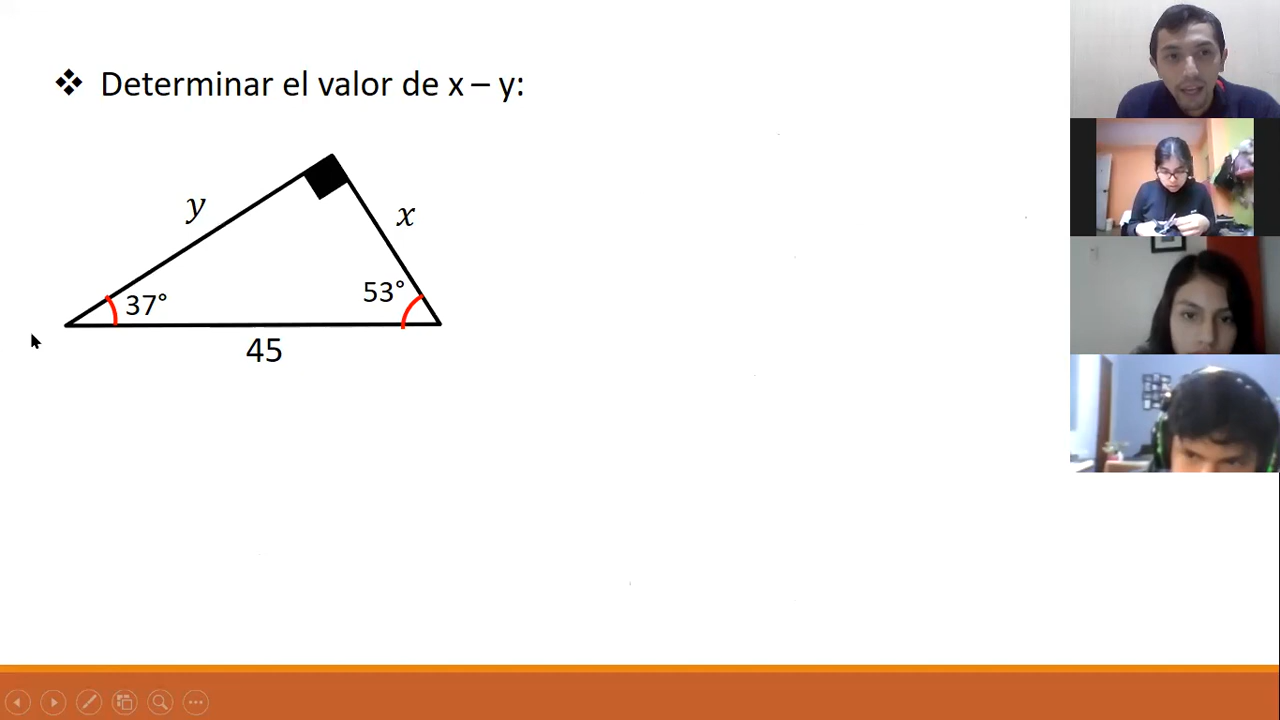 ❖ Determinar el valor de x – y:
y
x
37°
53°
45